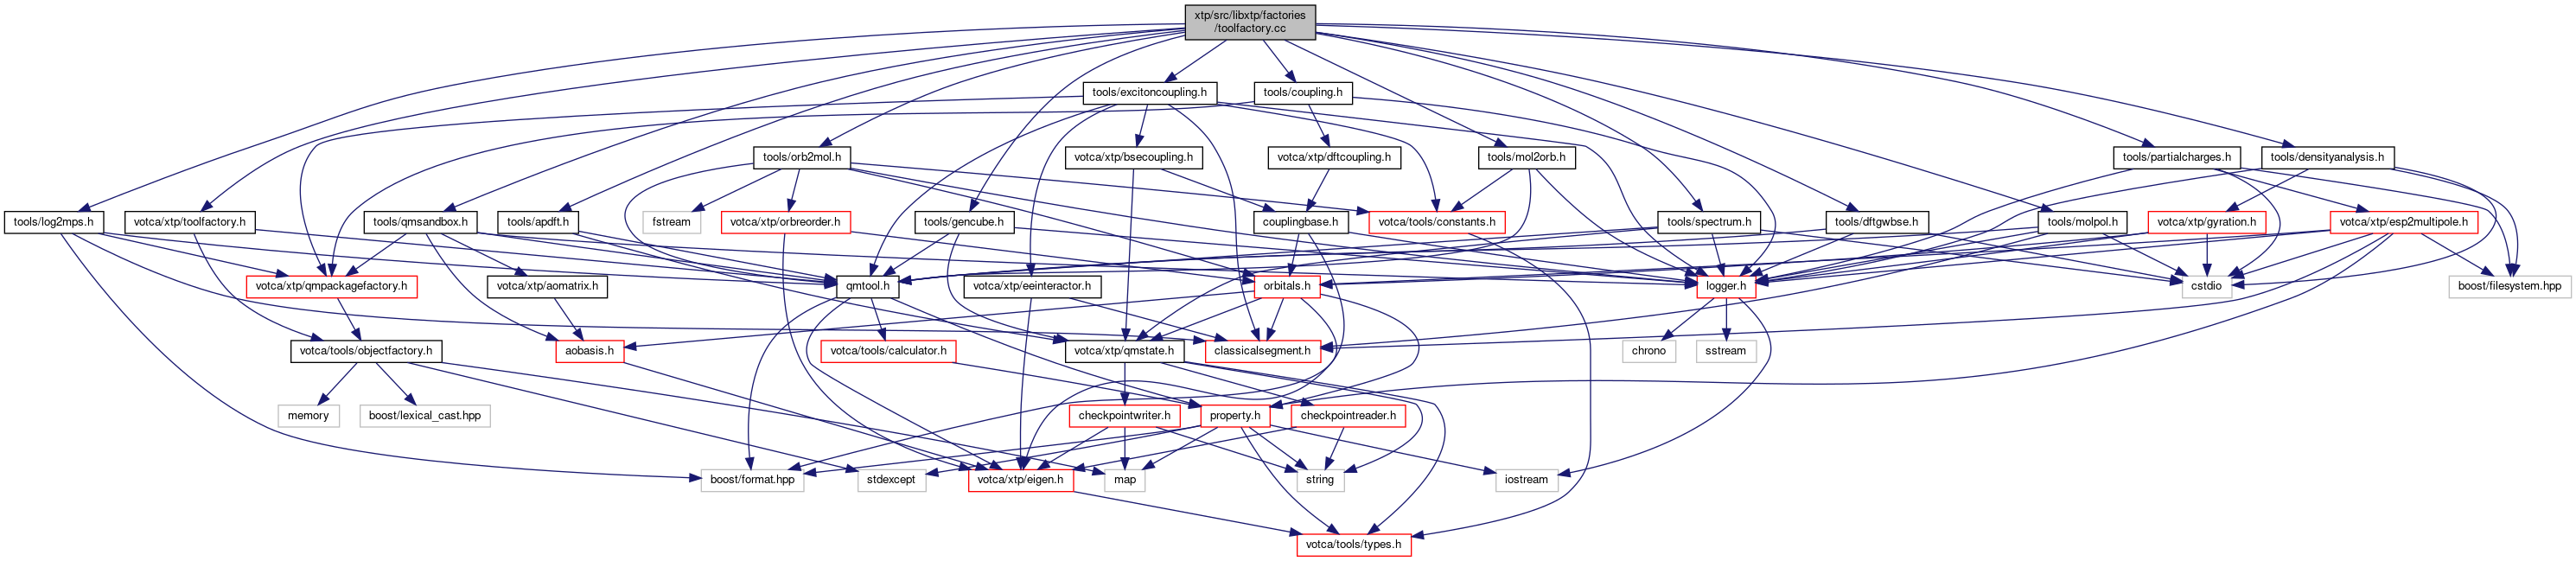 xtp/src/libxtp/factories
/toolfactory.cc
tools/excitoncoupling.h
tools/coupling.h
tools/orb2mol.h
votca/xtp/bsecoupling.h
votca/xtp/dftcoupling.h
tools/mol2orb.h
tools/partialcharges.h
tools/densityanalysis.h
tools/log2mps.h
votca/xtp/toolfactory.h
tools/qmsandbox.h
tools/apdft.h
fstream
votca/xtp/orbreorder.h
tools/gencube.h
couplingbase.h
votca/tools/constants.h
tools/spectrum.h
tools/dftgwbse.h
tools/molpol.h
votca/xtp/gyration.h
votca/xtp/esp2multipole.h
votca/xtp/qmpackagefactory.h
votca/xtp/aomatrix.h
qmtool.h
votca/xtp/eeinteractor.h
orbitals.h
logger.h
cstdio
boost/filesystem.hpp
votca/tools/objectfactory.h
aobasis.h
votca/tools/calculator.h
votca/xtp/qmstate.h
classicalsegment.h
chrono
sstream
memory
boost/lexical_cast.hpp
checkpointwriter.h
property.h
checkpointreader.h
boost/format.hpp
stdexcept
votca/xtp/eigen.h
map
string
iostream
votca/tools/types.h